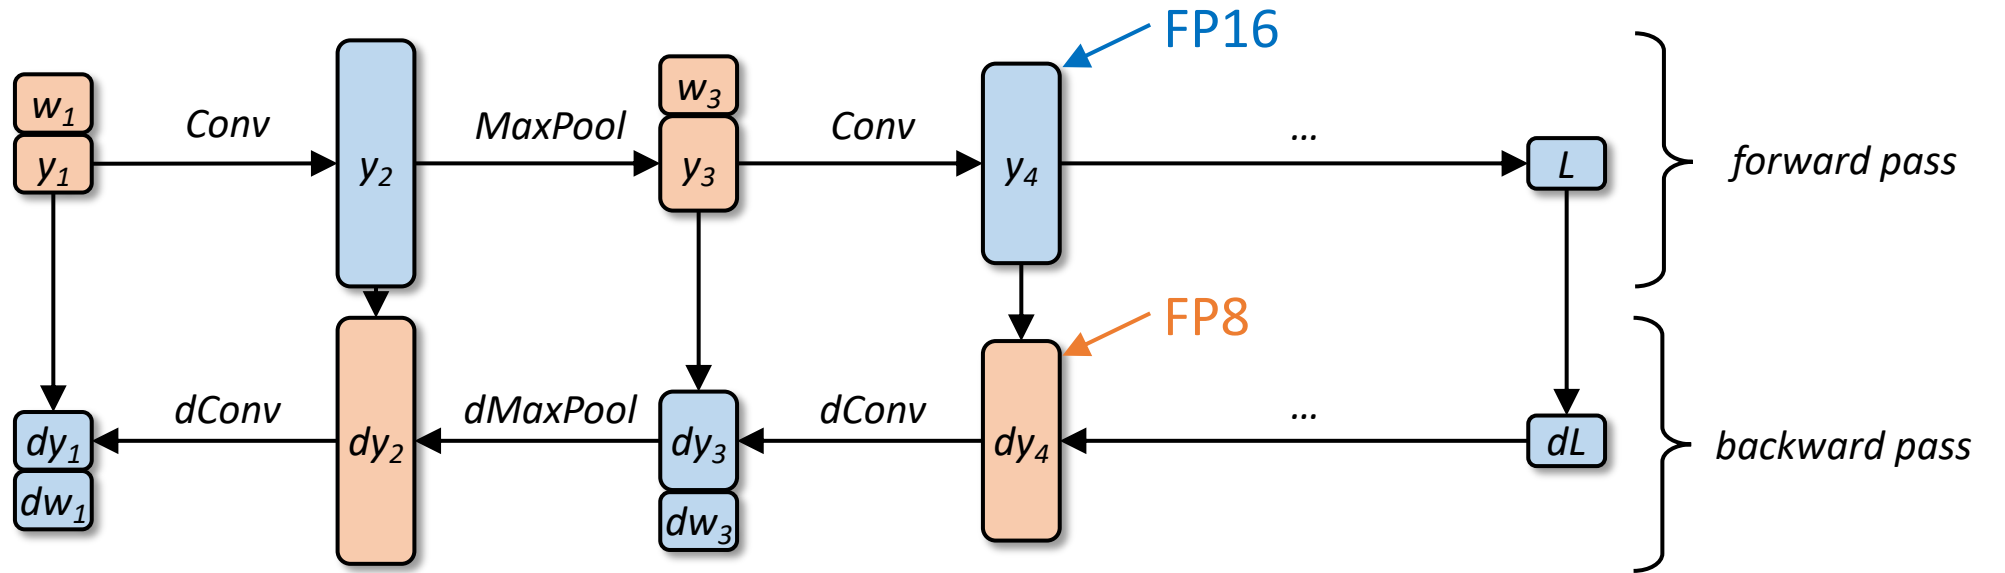 FP16
w1
Conv
MaxPool
w3
Conv
...
y1
y2
y3
y4
L
forward pass
FP8
dConv
dMaxPool
dConv
...
dy1
dy2
dy3
dy4
dL
backward pass
dw1
dw3